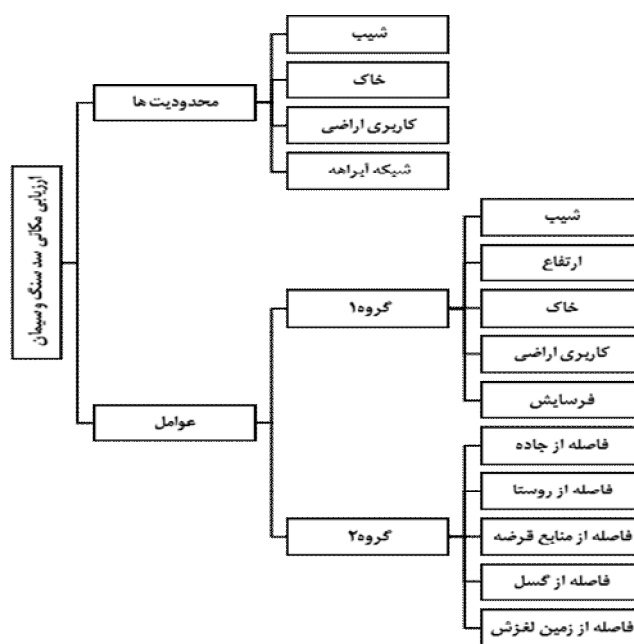 ارزیابی مکانی سد سنگ و سیمان
محدودیت ها
شیب
خاک
کاربری اراضی
شبکه آبراهه
عوامل
گروه۱
شیب
ارتفاع
خاک
کاربری اراضی
فرسایش
گروه۲
فاصله از جاده
فاصله از روستا
فاصله از منابع قرضه
فاصله از گسل
فاصله از زمین لغزش